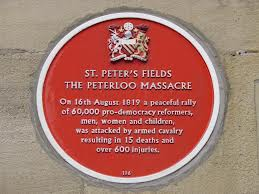 ST. PETER'S FIELDS
THE PETERLOO MASSACRE
On 16th August 1819 a peaceful rally
of 60,000 pro-democracy reformers,
men, women and children,
was attacked by armed cavalry
resulting in 15 deaths and
over 600 injuries.